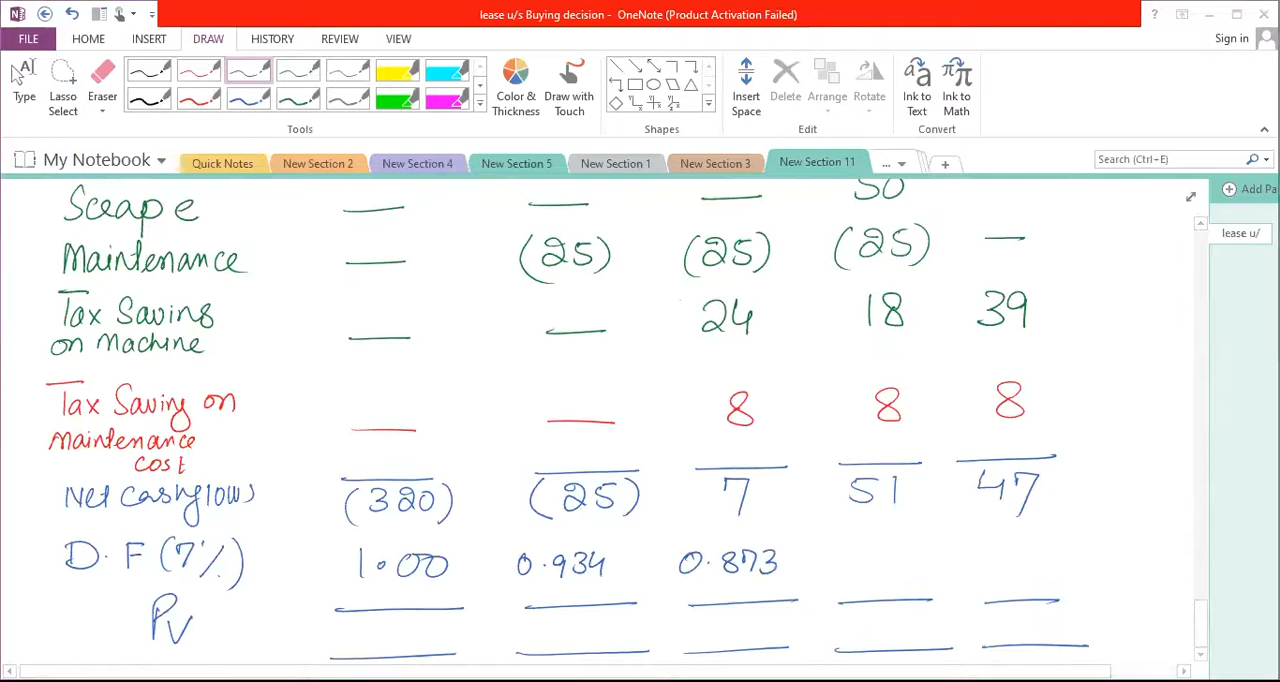 lease u/s Buying decision - OneNote (Product Activation Failed)
FILE HOME INSERT DRAW HISTORY REVIEW VIEW Sign in
Type Lasso Select Eraser Color & Thickness Draw with Touch Insert Space Delete Arrange Rotate Ink to Text Ink to Math
Tools Shapes Edit Convert
My Notebook Quick Notes New Section 2 New Section 4 New Section 5 New Section 1 New Section 3 New Section 11 ... + Search (Ctrl+E)
Add Pa
lease u/
Scrape — — — 50
Maintenance — (25) (25) (25) —
Tax Saving on Machine — — 24 18 39
Tax Saving on Maintenance cost — — 8 8 8
Net cashflows (320) (25) 7 51 47
D.F (7%) 1.00 0.934 0.873
PV